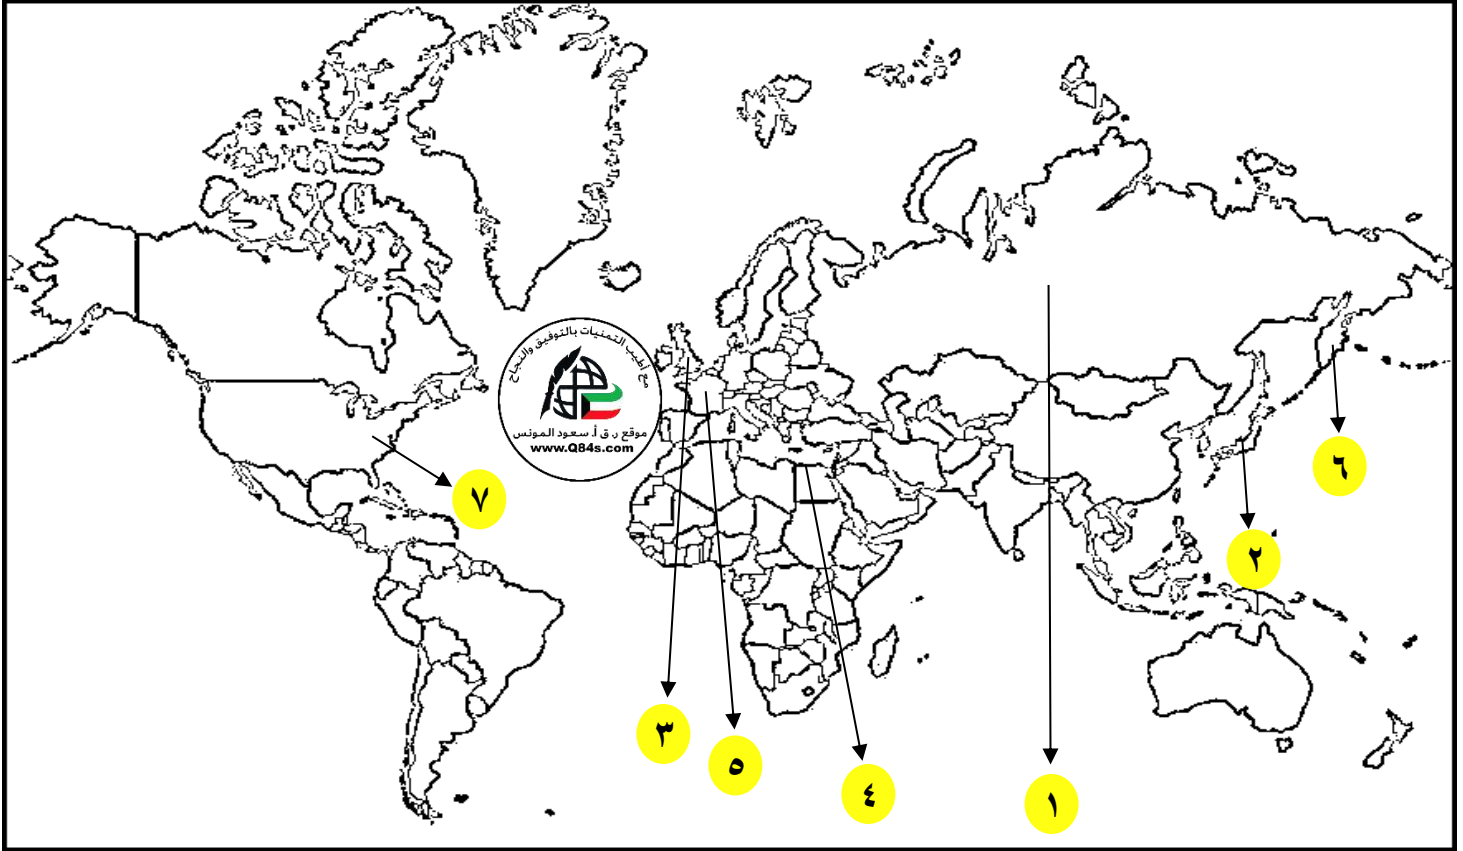 مع أطيب التمنيات بالتوفيق والنجاح
موقع ر.ق أ. سعود المونس
www.Q84s.com
٧
٦
٢
٣
٥
٤
١